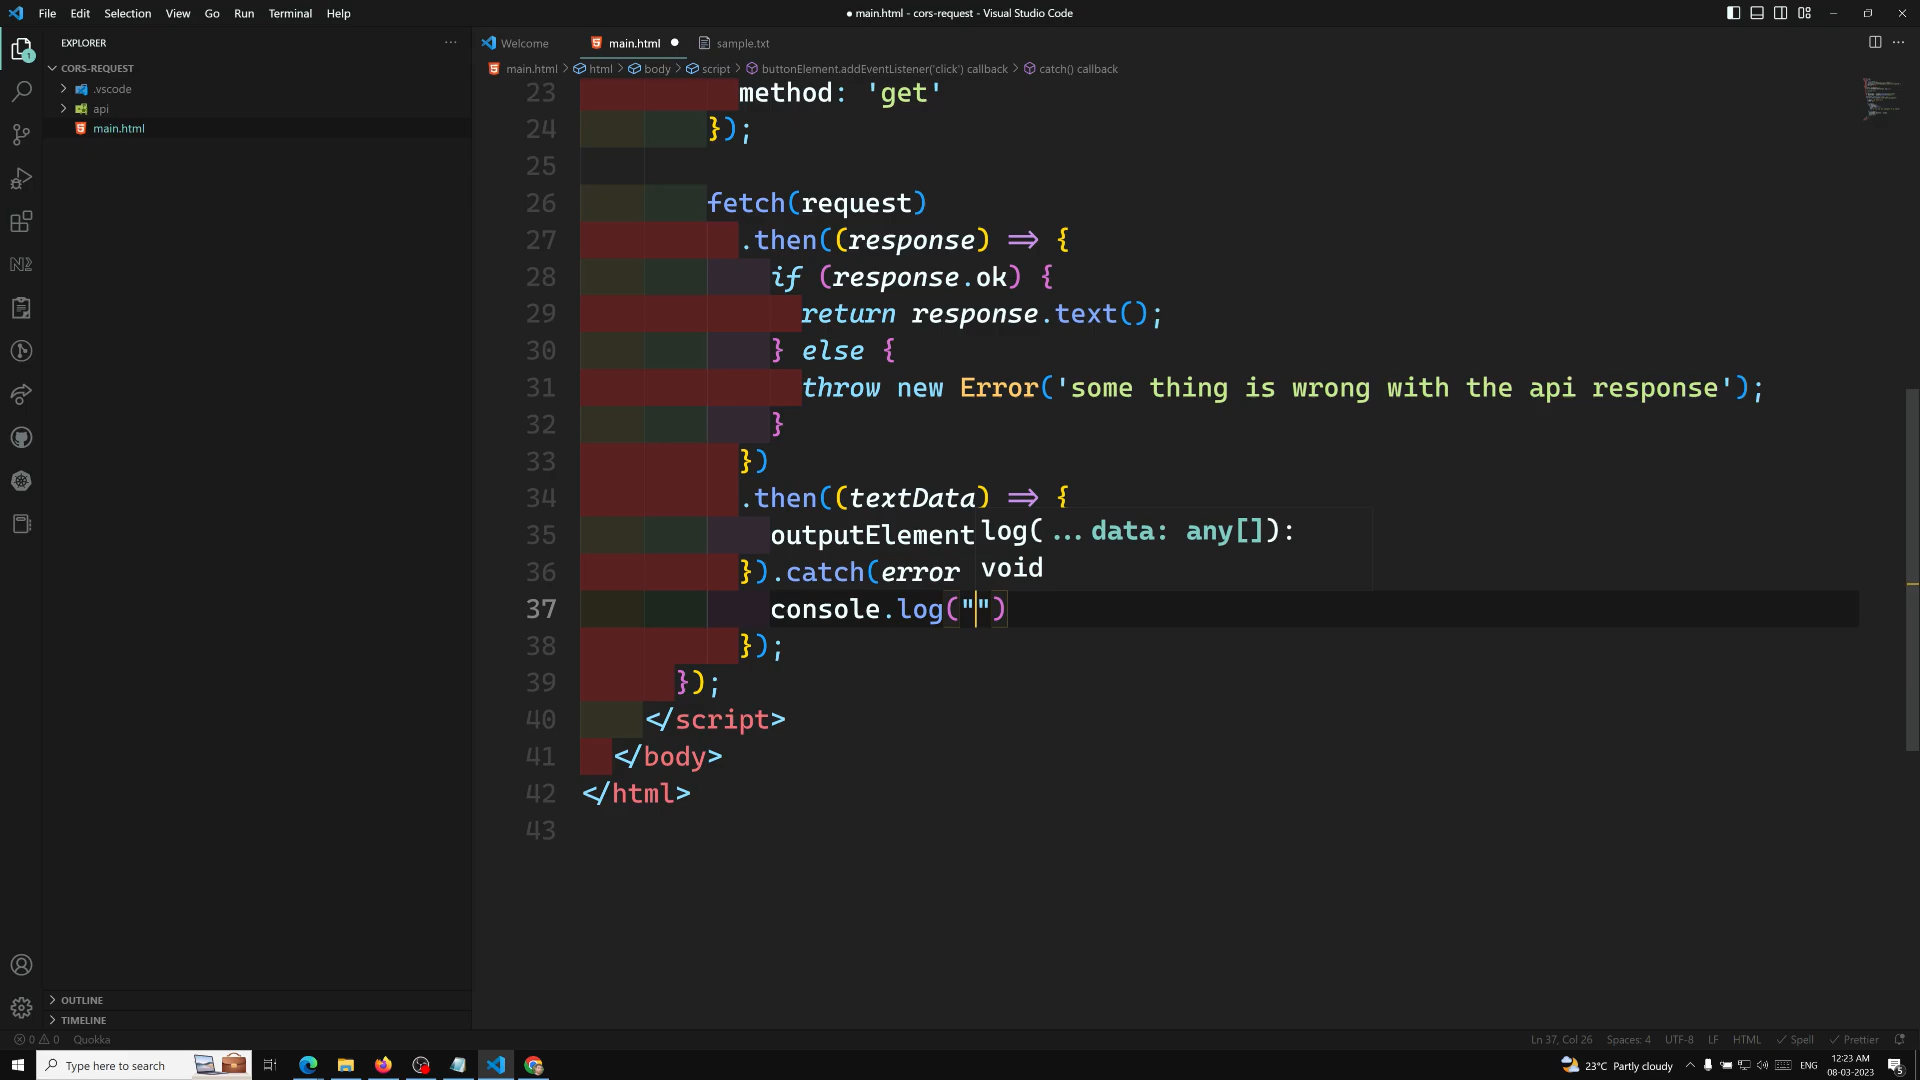 File Edit Selection View Go Run Terminal Help
● main.html - cors-request - Visual Studio Code
EXPLORER
CORS-REQUEST
.vscode
api
main.html
OUTLINE
TIMELINE
Welcome
main.html
sample.txt
main.html > html > body > script > buttonElement.addEventListener('click') callback > catch() callback
23 method: 'get'
24 });
25
26 fetch(request)
27 .then((response) => {
28 if (response.ok) {
29 return response.text();
30 } else {
31 throw new Error('some thing is wrong with the api response');
32 }
33 })
34 .then((textData) => {
35 outputElement
log(...data: any[]):
void
36 }).catch(error
37 console.log("")
38 });
39 });
40 </script>
41 </body>
42 </html>
43
0 0 Quokka
Ln 37, Col 26 Spaces: 4 UTF-8 LF HTML Spell Prettier
Type here to search
23°C Partly cloudy
ENG
12:23 AM
08-03-2023
5